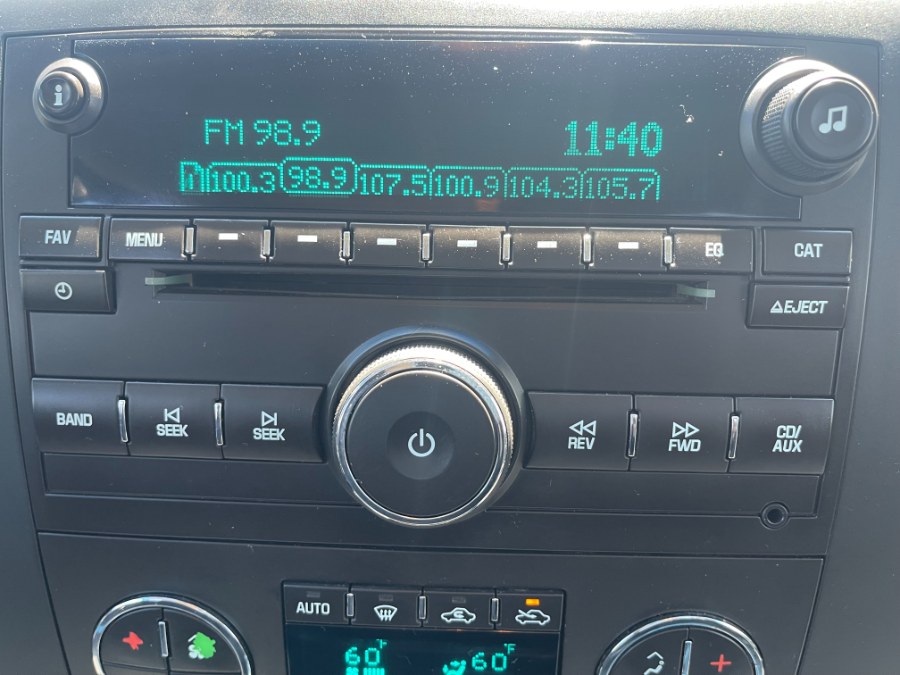 FM 98.9 11:40
100.3 98.9 107.5 100.9 104.3 105.7
FAV MENU EQ CAT
EJECT
BAND SEEK SEEK REV FWD CD/
AUX
AUTO
60°F 60°F